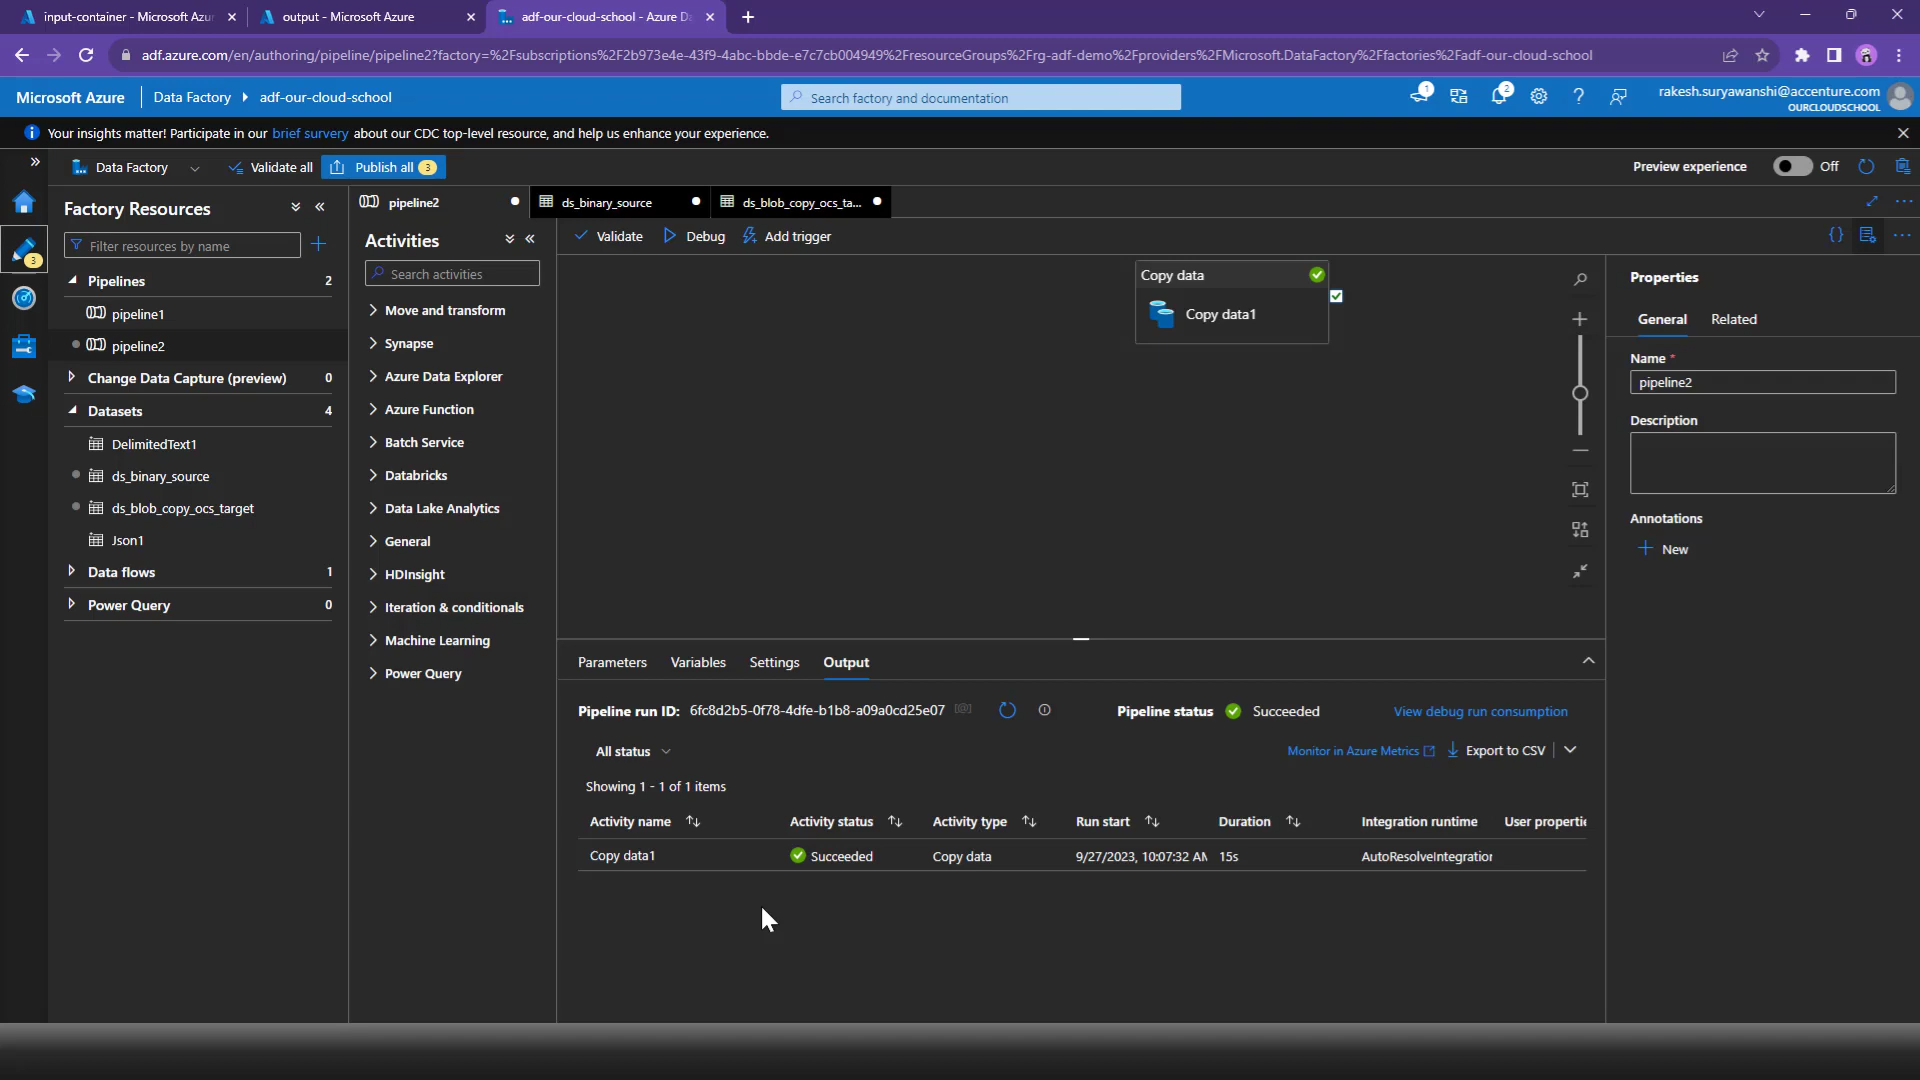 input-container - Microsoft Azu
output - Microsoft Azure
adf-our-cloud-school - Azure Da
adf.azure.com/en/authoring/pipeline/pipeline2?factory=%2Fsubscriptions%2F2b973e4e-43f9-4abc-bbde-e7c7cb004949%2FresourceGroups%2Frg-adf-demo%2Fproviders%2FMicrosoft.DataFactory%2Ffactories%2Fadf-our-cloud-school
Microsoft Azure
Data Factory
adf-our-cloud-school
Search factory and documentation
1
2
rakesh.suryawanshi@accenture.com
OURCLOUDSCHOOL
Your insights matter! Participate in our brief survery about our CDC top-level resource, and help us enhance your experience.
Data Factory
Validate all
Publish all 3
Preview experience
Off
Factory Resources
pipeline2
ds_binary_source
ds_blob_copy_ocs_ta...
Filter resources by name
3
Pipelines 2
pipeline1
pipeline2
Change Data Capture (preview) 0
Datasets 4
DelimitedText1
ds_binary_source
ds_blob_copy_ocs_target
Json1
Data flows 1
Power Query 0
Activities
Search activities
Move and transform
Synapse
Azure Data Explorer
Azure Function
Batch Service
Databricks
Data Lake Analytics
General
HDInsight
Iteration & conditionals
Machine Learning
Power Query
Validate
Debug
Add trigger
Copy data
Copy data1
Properties
General
Related
Name *
pipeline2
Description
Annotations
New
Parameters
Variables
Settings
Output
Pipeline run ID: 6fc8d2b5-0f78-4dfe-b1b8-a09a0cd25e07
Pipeline status
Succeeded
View debug run consumption
All status
Monitor in Azure Metrics
Export to CSV
Showing 1 - 1 of 1 items
Activity name
Activity status
Activity type
Run start
Duration
Integration runtime
User propertie
Copy data1
Succeeded
Copy data
9/27/2023, 10:07:32 AM
15s
AutoResolveIntegration